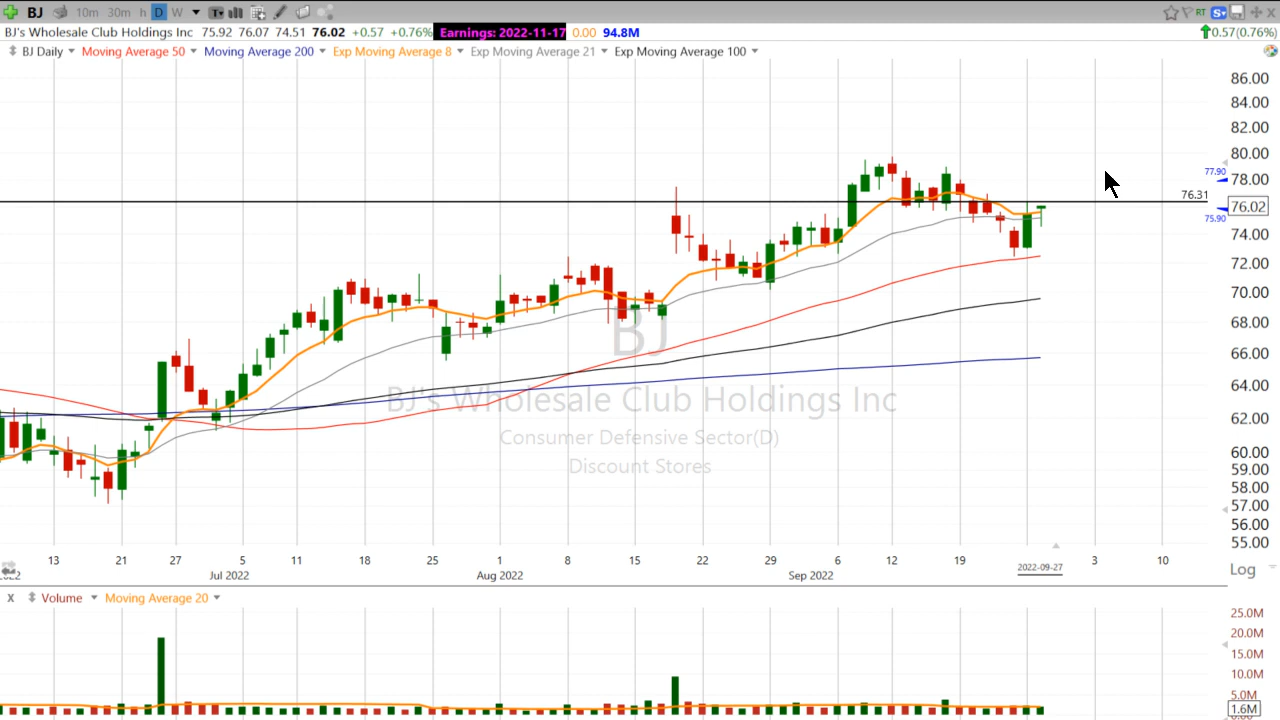 BJ 10m 30m h D W T
RT S
BJ's Wholesale Club Holdings Inc 75.92 76.07 74.51 76.02 +0.57 +0.76% Earnings: 2022-11-17 0.00 94.8M 0.57(0.76%)
BJ Daily Moving Average 50 Moving Average 200 Exp Moving Average 8 Exp Moving Average 21 Exp Moving Average 100
86.00
84.00
82.00
80.00
77.90
78.00
76.31
76.02
75.90
74.00
72.00
70.00
68.00
66.00
64.00
62.00
60.00
59.00
58.00
57.00
56.00
55.00
BJ
BJ's Wholesale Club Holdings Inc
Consumer Defensive Sector(D)
Discount Stores
13 21 27 5 11 18 25 1 8 15 22 29 6 12 19 3 10
Jul 2022 Aug 2022 Sep 2022 2022-09-27 Log
X Volume Moving Average 20
25.0M
20.0M
15.0M
10.0M
5.0M
1.6M